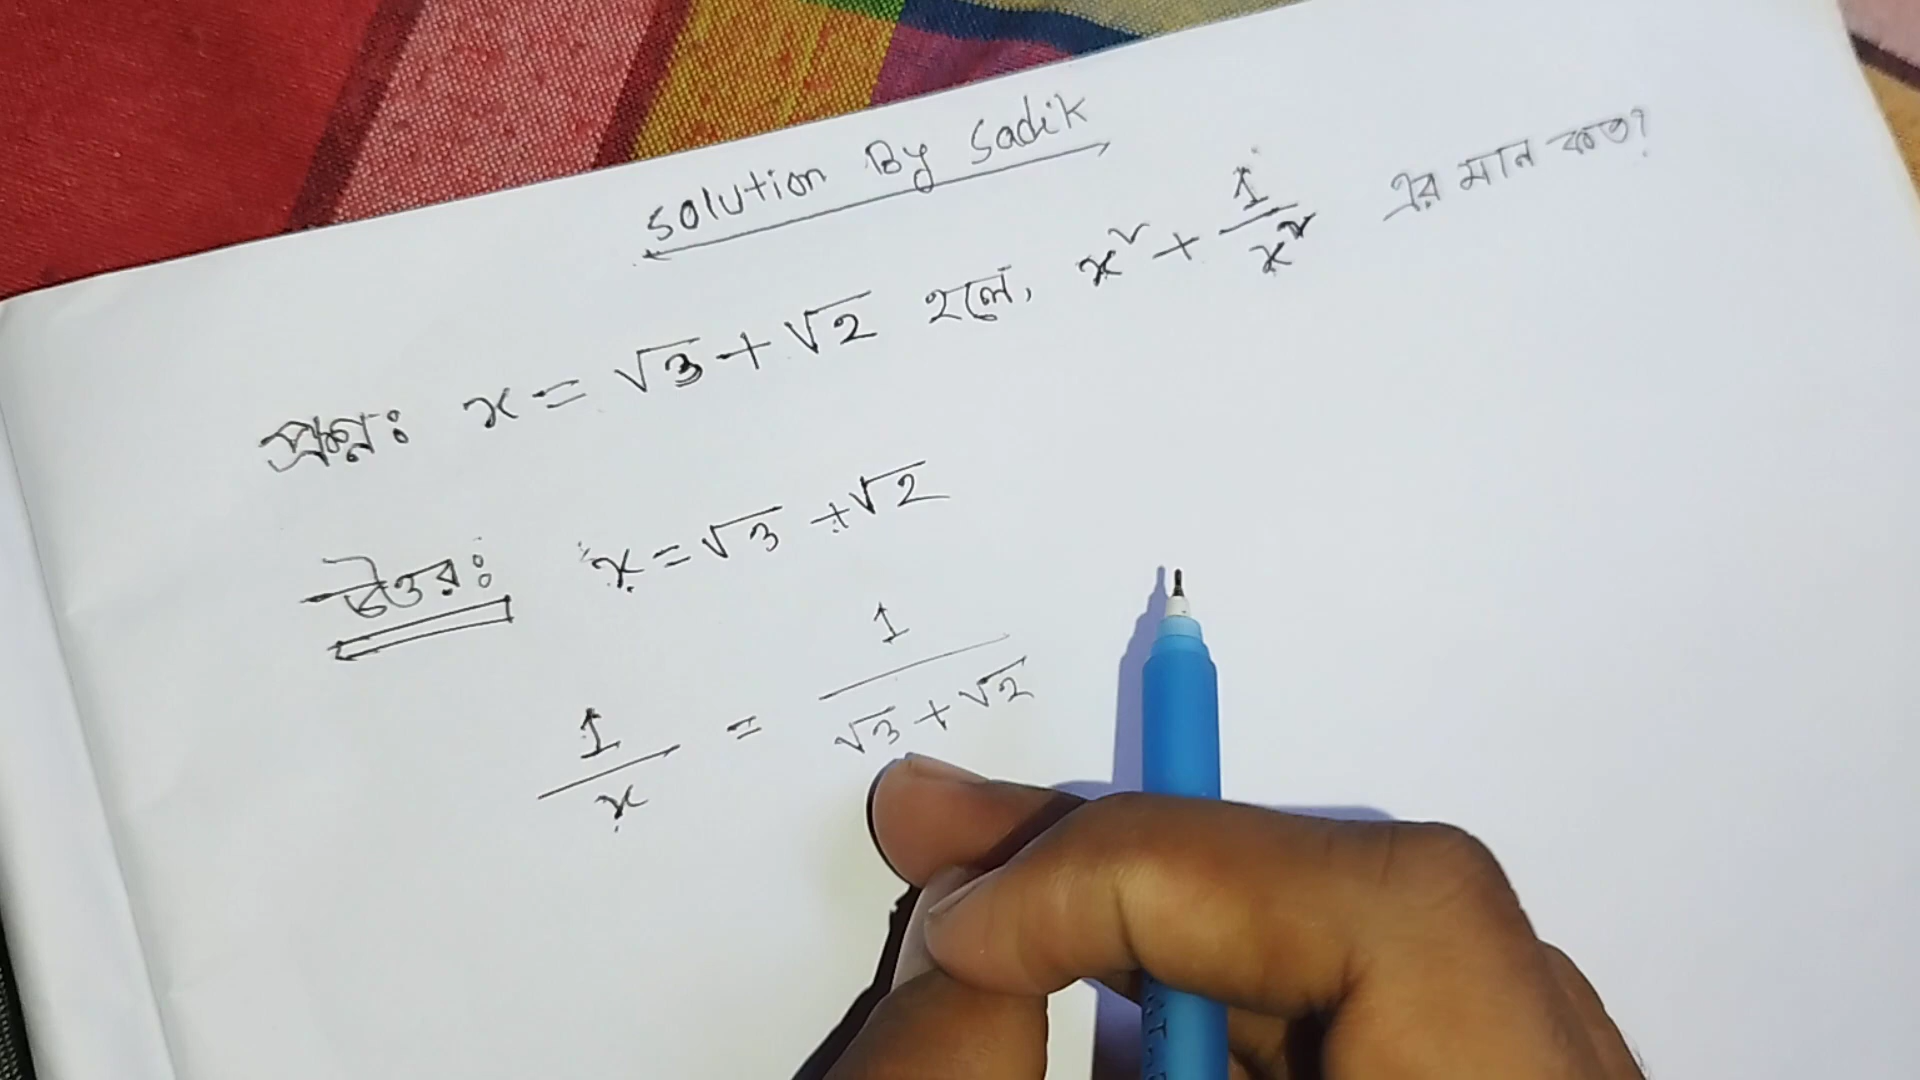 Solution By Sadik
প্রশ্ন: x = √3 + √2 হলে, x² + 1/x² এর মান কত?
উত্তর: x = √3 + √2
1/x = 1/(√3 + √2)